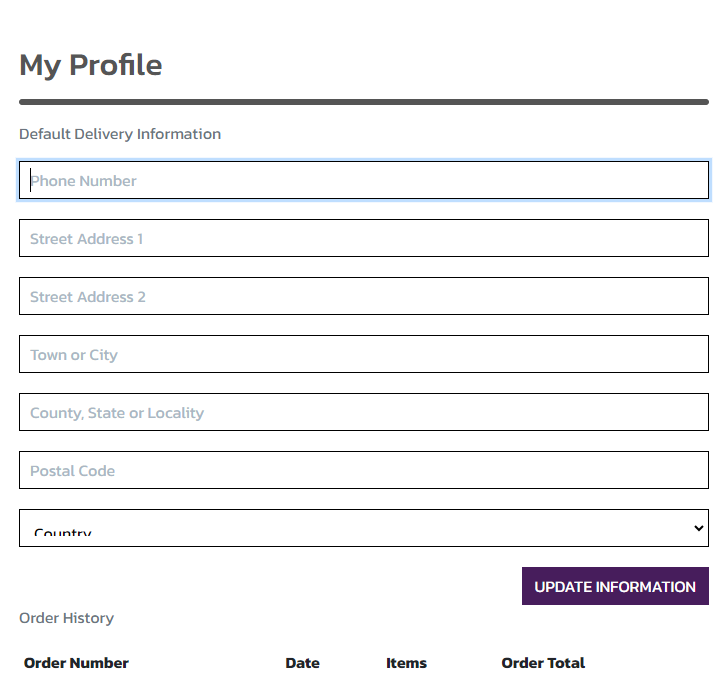 My Profile
Default Delivery Information
Phone Number
Street Address 1
Street Address 2
Town or City
County, State or Locality
Postal Code
Country
UPDATE INFORMATION
Order History
Order Number Date Items Order Total